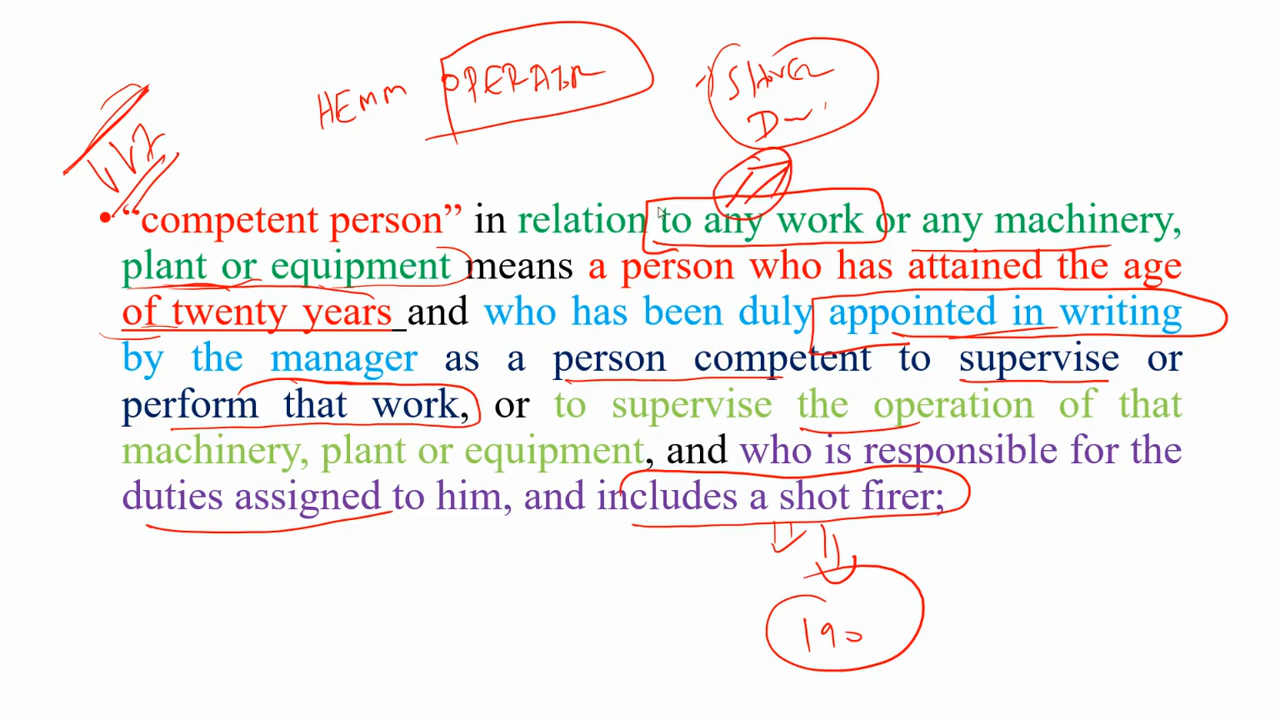 HEMM OPERATOR
• “competent person” in relation to any work or any machinery,
plant or equipment means a person who has attained the age
of twenty years and who has been duly appointed in writing
by the manager as a person competent to supervise or
perform that work, or to supervise the operation of that
machinery, plant or equipment, and who is responsible for the
duties assigned to him, and includes a shot firer;
190